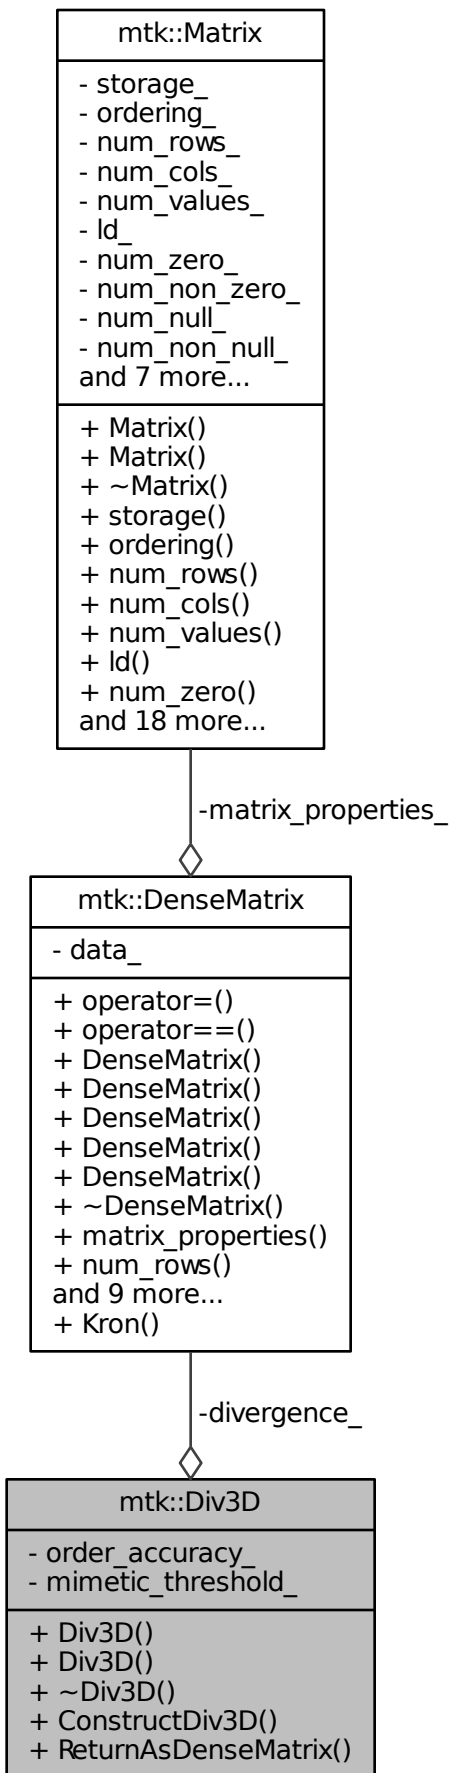 mtk::Matrix
- storage_
- ordering_
- num_rows_
- num_cols_
- num_values_
- ld_
- num_zero_
- num_non_zero_
- num_null_
- num_non_null_
and 7 more...
+ Matrix()
+ Matrix()
+ ~Matrix()
+ storage()
+ ordering()
+ num_rows()
+ num_cols()
+ num_values()
+ ld()
+ num_zero()
and 18 more...
-matrix_properties_
mtk::DenseMatrix
- data_
+ operator=()
+ operator==()
+ DenseMatrix()
+ DenseMatrix()
+ DenseMatrix()
+ DenseMatrix()
+ DenseMatrix()
+ ~DenseMatrix()
+ matrix_properties()
+ num_rows()
and 9 more...
+ Kron()
-divergence_
mtk::Div3D
- order_accuracy_
- mimetic_threshold_
+ Div3D()
+ Div3D()
+ ~Div3D()
+ ConstructDiv3D()
+ ReturnAsDenseMatrix()